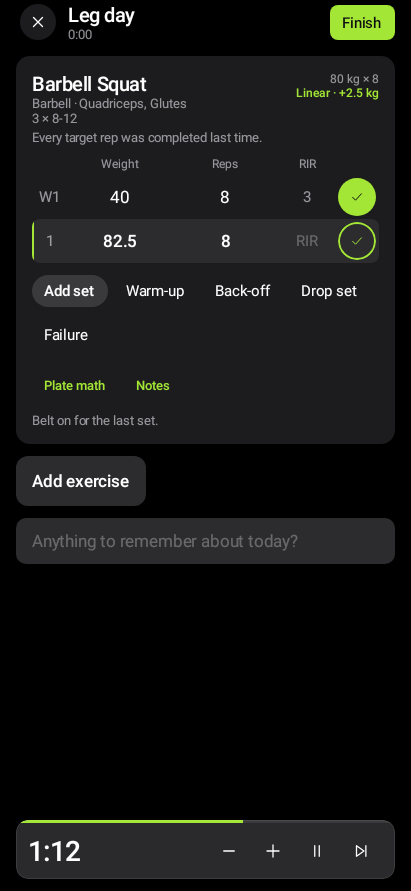 Leg day
0:00
Finish
Barbell Squat
80 kg × 8
Barbell · Quadriceps, Glutes
Linear · +2.5 kg
3 × 8-12
Every target rep was completed last time.
Weight Reps RIR
W1 40 8 3
1 82.5 8 RIR
Add set Warm-up Back-off Drop set
Failure
Plate math Notes
Belt on for the last set.
Add exercise
Anything to remember about today?
1:12